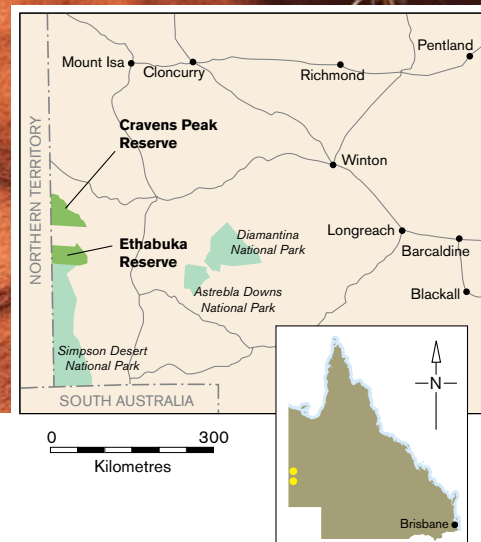 Pentland
Mount Isa
Cloncurry
Richmond
Cravens Peak
Reserve
Winton
NORTHERN TERRITORY
Ethabuka
Reserve
Diamantina
National Park
Longreach
Barcaldine
Astrebla Downs
National Park
Blackall
Simpson Desert
National Park
SOUTH AUSTRALIA
0 300
Kilometres
N
Brisbane